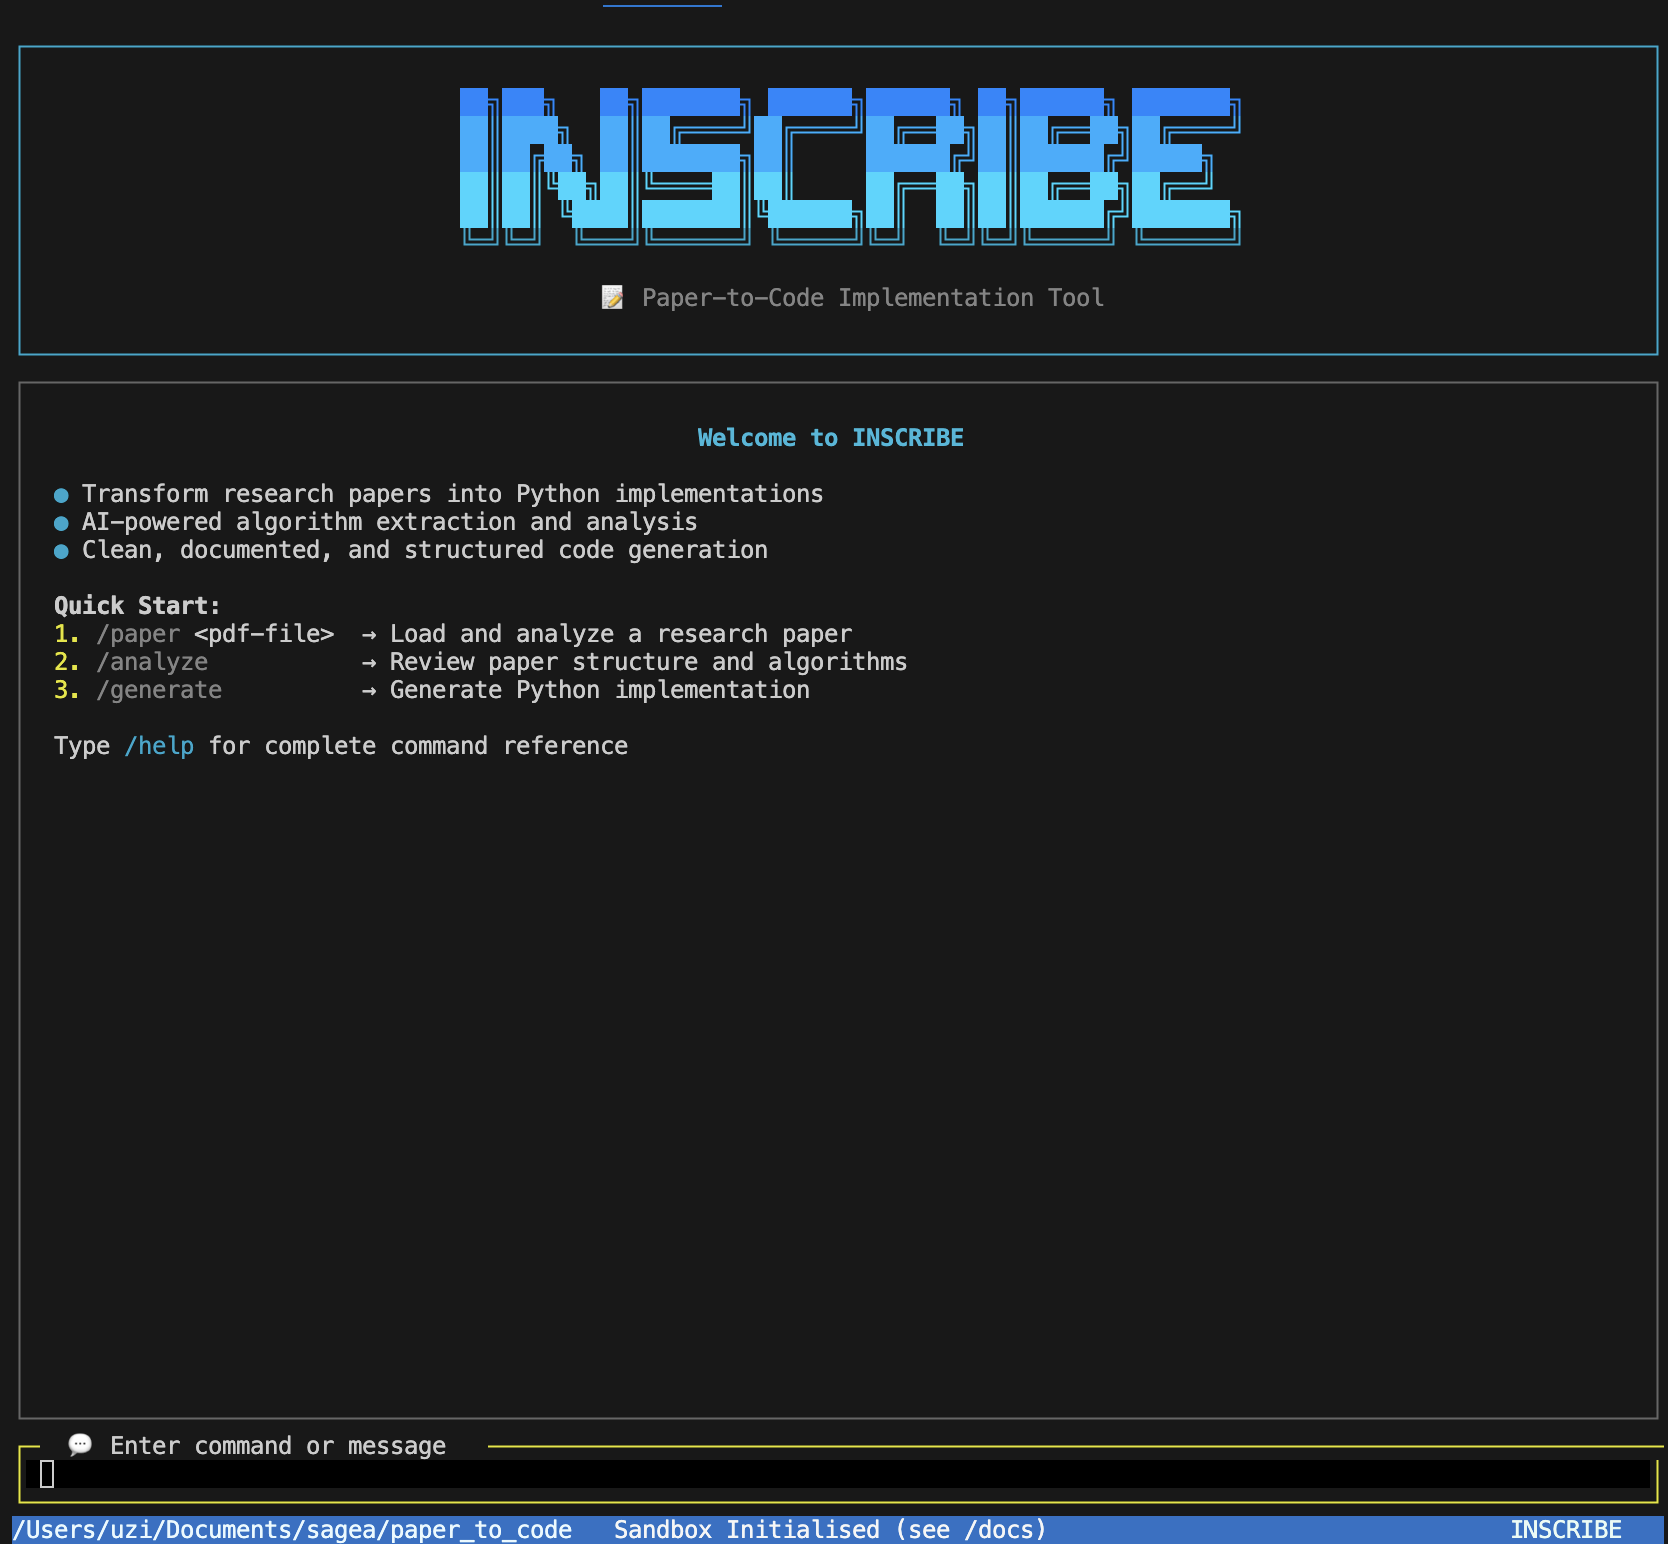 INSCRIBE
📝 Paper-to-Code Implementation Tool
Welcome to INSCRIBE
● Transform research papers into Python implementations
● AI-powered algorithm extraction and analysis
● Clean, documented, and structured code generation
Quick Start:
1. /paper <pdf-file> → Load and analyze a research paper
2. /analyze → Review paper structure and algorithms
3. /generate → Generate Python implementation
Type /help for complete command reference
💬 Enter command or message
/Users/uzi/Documents/sagea/paper_to_code Sandbox Initialised (see /docs) INSCRIBE